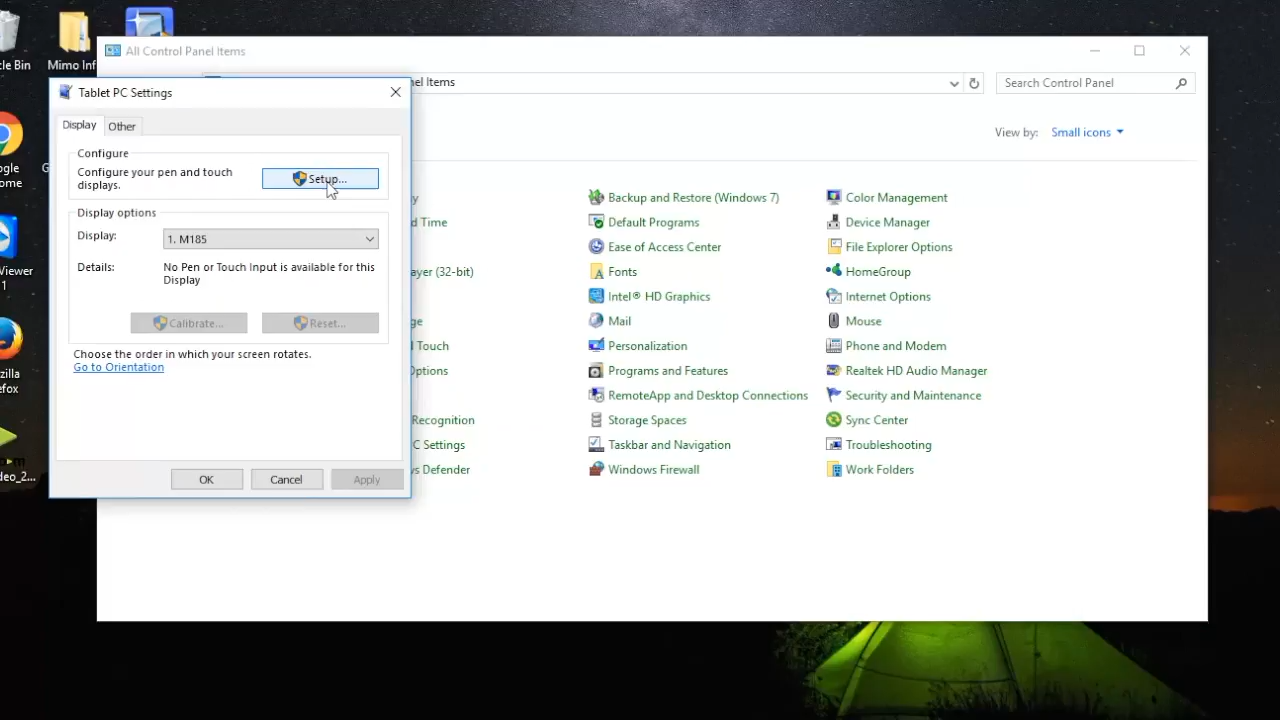 cle Bin
Mimo Inf
All Control Panel Items
nel Items
Search Control Panel
Tablet PC Settings
Display
Other
View by:
Small icons
Configure
Configure your pen and touch
displays.
Setup...
Display options
Display:
1. M185
Details:
No Pen or Touch Input is available for this
Display
Calibrate...
Reset...
Choose the order in which your screen rotates.
Go to Orientation
OK
Cancel
Apply
ogle
ome
G
Viewer
1
zilla
efox
ideo_2...
y
d Time
ayer (32-bit)
ge
d Touch
Options
Recognition
C Settings
ws Defender
Backup and Restore (Windows 7)
Default Programs
Ease of Access Center
Fonts
Intel® HD Graphics
Mail
Personalization
Programs and Features
RemoteApp and Desktop Connections
Storage Spaces
Taskbar and Navigation
Windows Firewall
Color Management
Device Manager
File Explorer Options
HomeGroup
Internet Options
Mouse
Phone and Modem
Realtek HD Audio Manager
Security and Maintenance
Sync Center
Troubleshooting
Work Folders